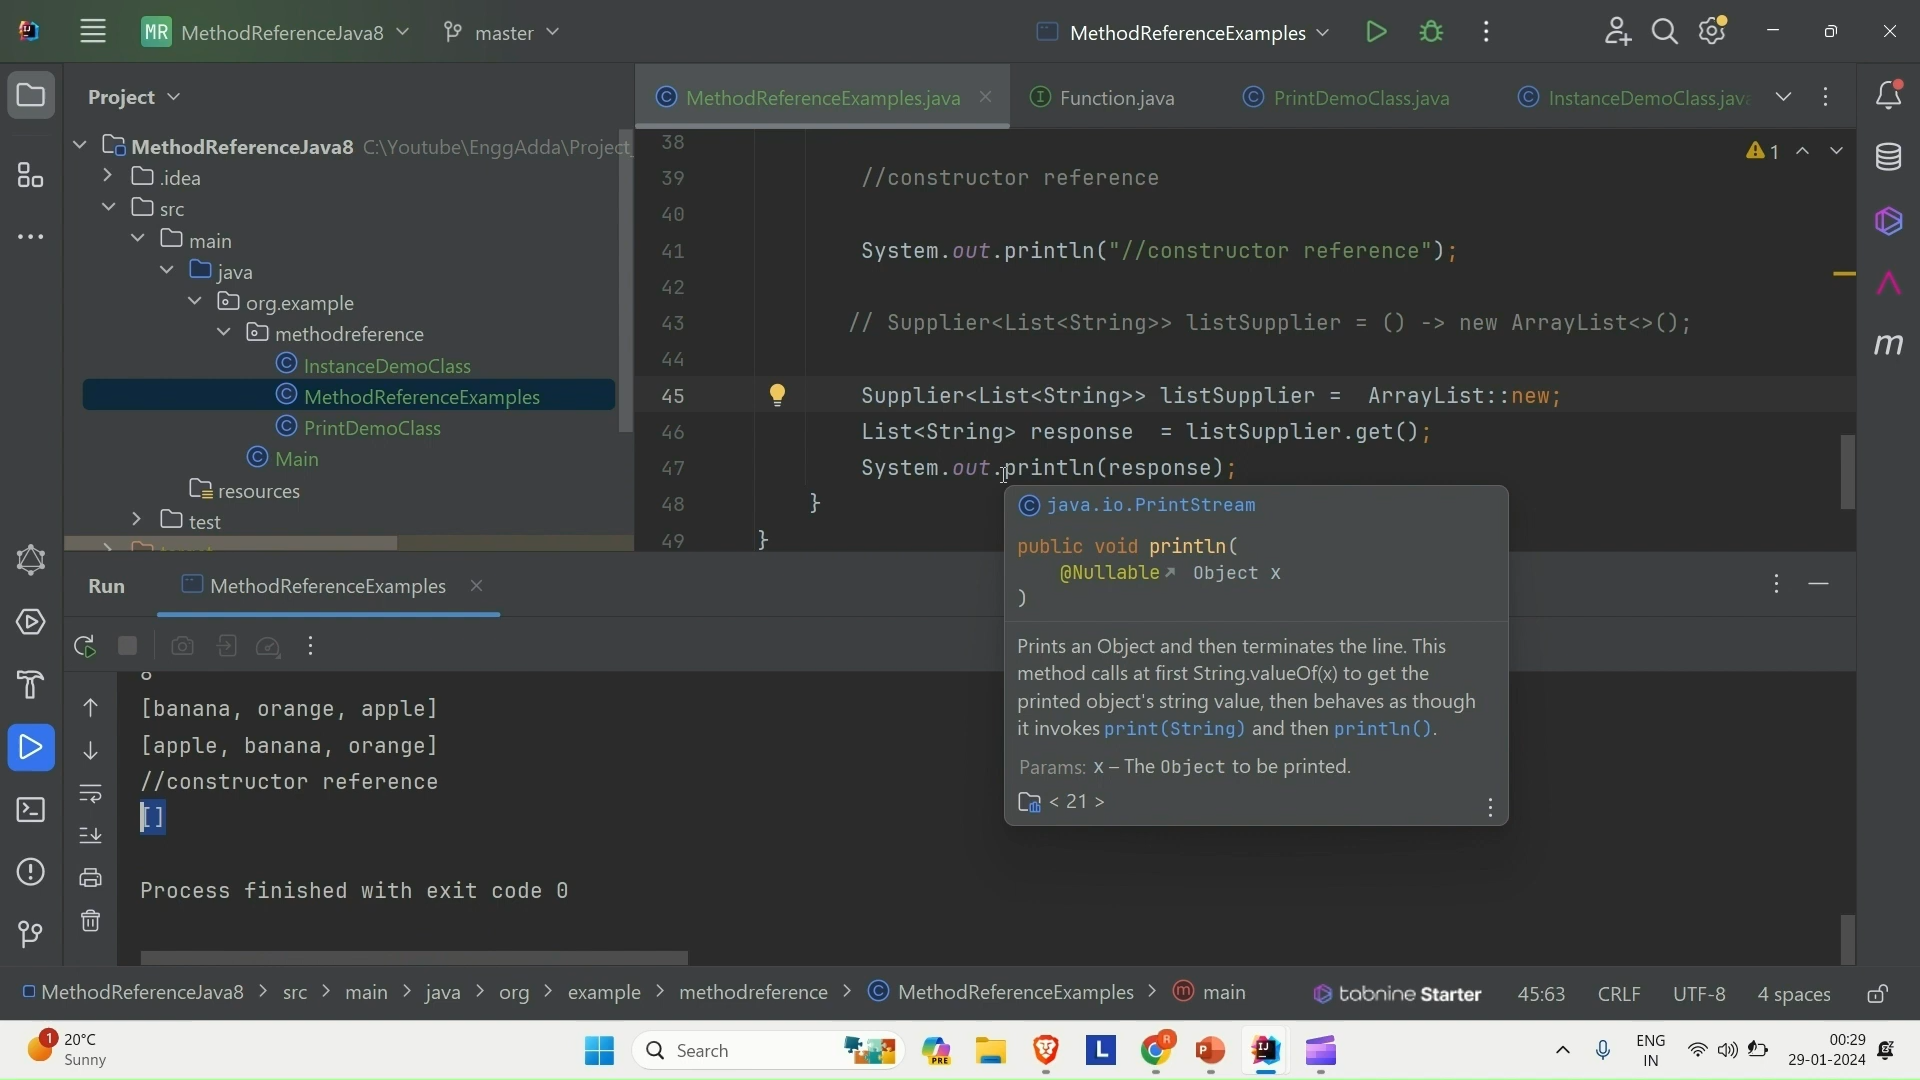 MR MethodReferenceJava8 master MethodReferenceExamples
Project
MethodReferenceJava8 C:\Youtube\EnggAdda\Project_
.idea
src
main
java
org.example
methodreference
InstanceDemoClass
MethodReferenceExamples
PrintDemoClass
Main
resources
test
MethodReferenceExamples.java Function.java PrintDemoClass.java InstanceDemoClass.java
1
38
39 //constructor reference
40
41 System.out.println("//constructor reference");
42
43 // Supplier<List<String>> listSupplier = () -> new ArrayList<>();
44
45 Supplier<List<String>> listSupplier =  ArrayList::new;
46 List<String> response  = listSupplier.get();
47 System.out.println(response);
48 }
49 }
java.io.PrintStream
public void println(
@Nullable Object x
)
Prints an Object and then terminates the line. This
method calls at first String.valueOf(x) to get the
printed object's string value, then behaves as though
it invokes print(String) and then println().
Params: x – The Object to be printed.
< 21 >
Run MethodReferenceExamples
[banana, orange, apple]
[apple, banana, orange]
//constructor reference
[]
Process finished with exit code 0
m
MethodReferenceJava8 > src > main > java > org > example > methodreference > MethodReferenceExamples > main tabnine Starter 45:63 CRLF UTF-8 4 spaces
1 20°C
Sunny
Search
PRE
L
R
IJ
ENG
IN
00:29
29-01-2024